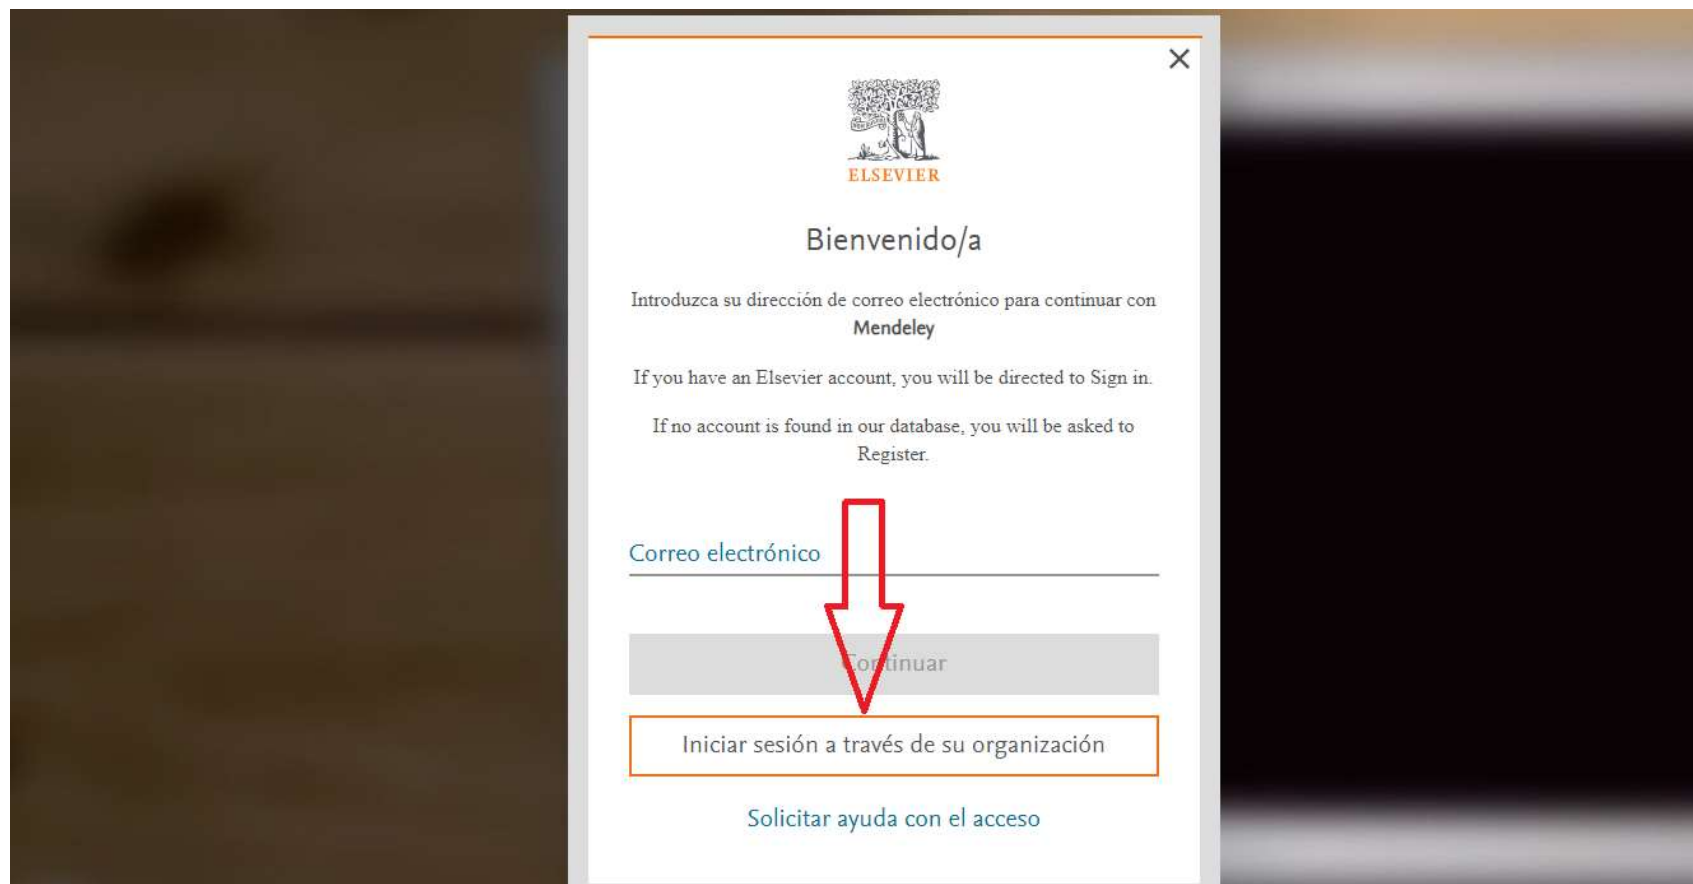 ELSEVIER
Bienvenido/a
Introduzca su dirección de correo electrónico para continuar con
Mendeley
If you have an Elsevier account, you will be directed to Sign in.
If no account is found in our database, you will be asked to
Register.
Correo electrónico
Continuar
Iniciar sesión a través de su organización
Solicitar ayuda con el acceso